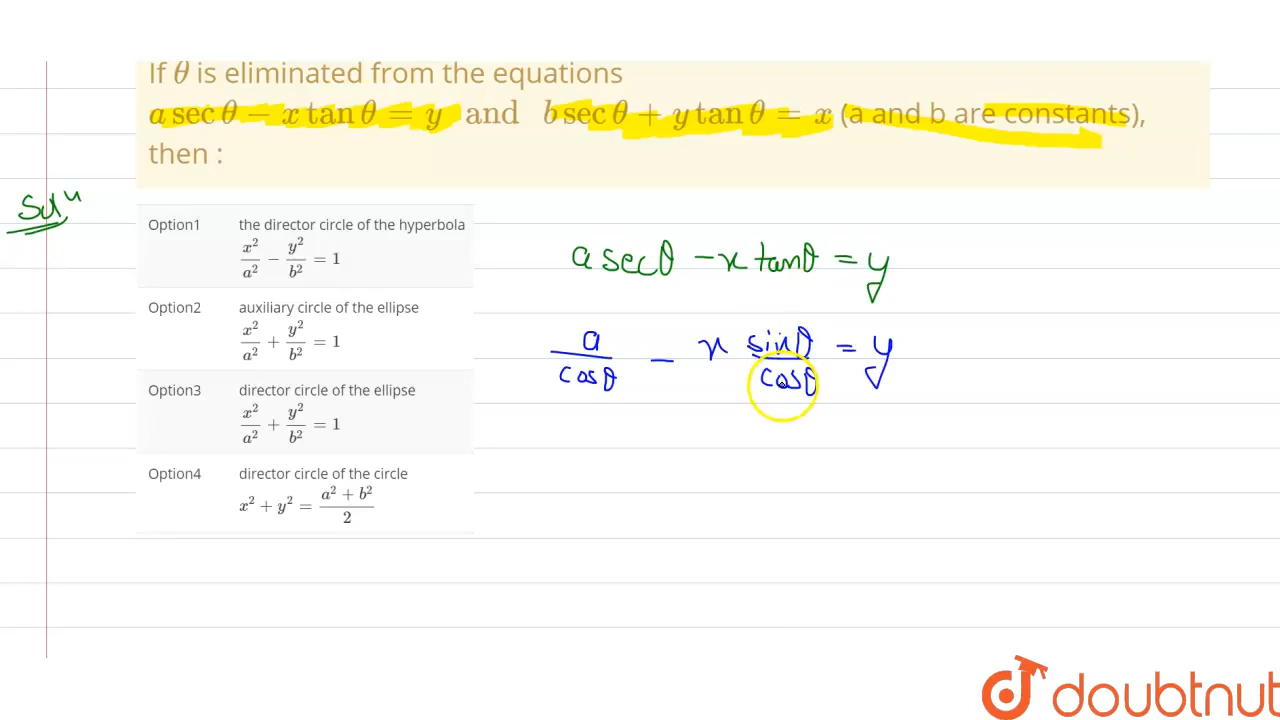 If θ is eliminated from the equations
a sec θ − x tan θ = y and b sec θ + y tan θ = x (a and b are constants),
then :
Solⁿ
Option1 the director circle of the hyperbola
x²/a² − y²/b² = 1
Option2 auxiliary circle of the ellipse
x²/a² + y²/b² = 1
Option3 director circle of the ellipse
x²/a² + y²/b² = 1
Option4 director circle of the circle
x² + y² = (a² + b²)/2
a secθ − x tanθ = y
a/cosθ − x sinθ/cosθ = y
doubtnut